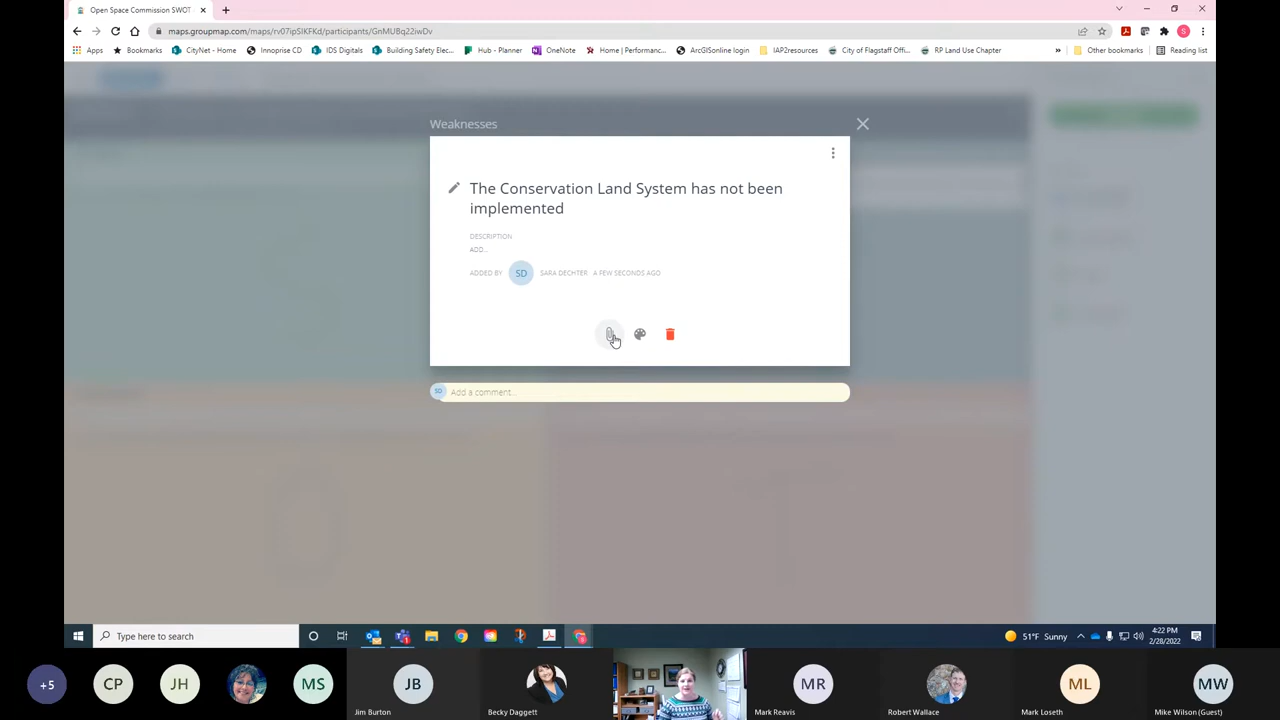 Open Space Commission SWOT
maps.groupmap.com/maps/rv07ipSIKFKd/participants/GnMUBq22iwDv
Apps Bookmarks CityNet - Home Innoprise CD IDS Digitals Building Safety Elec... Hub - Planner OneNote Home | Performanc... ArcGISonline login IAP2resources City of Flagstaff Offi... RP Land Use Chapter » Other bookmarks Reading list
Weaknesses
The Conservation Land System has not been
implemented
DESCRIPTION
ADD...
ADDED BY SD SARA DECHTER A FEW SECONDS AGO
SD Add a comment...
Type here to search
51°F Sunny
4:22 PM
2/28/2022
+5 CP JH MS JB MR ML MW
Jim Burton Becky Daggett Mark Reavis Robert Wallace Mark Loseth Mike Wilson (Guest)